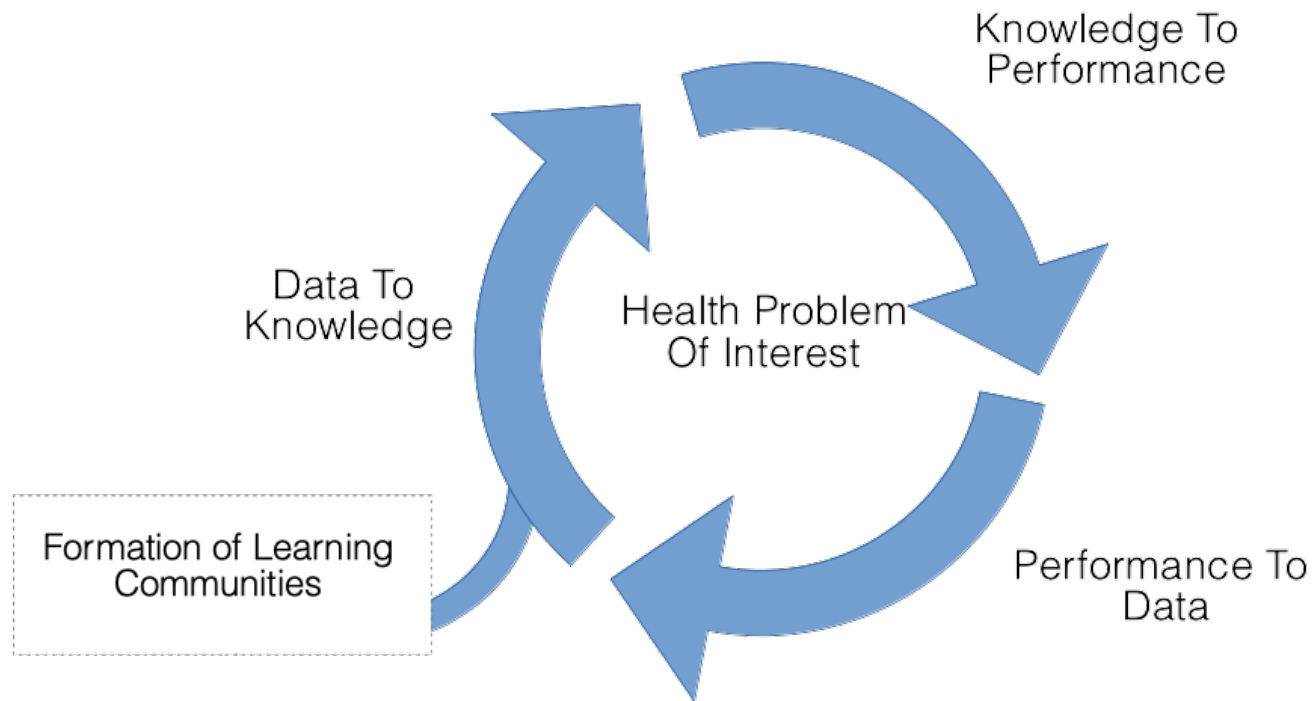 Knowledge To
Performance
Data To
Knowledge
Health Problem
Of Interest
Formation of Learning
Communities
Performance To
Data